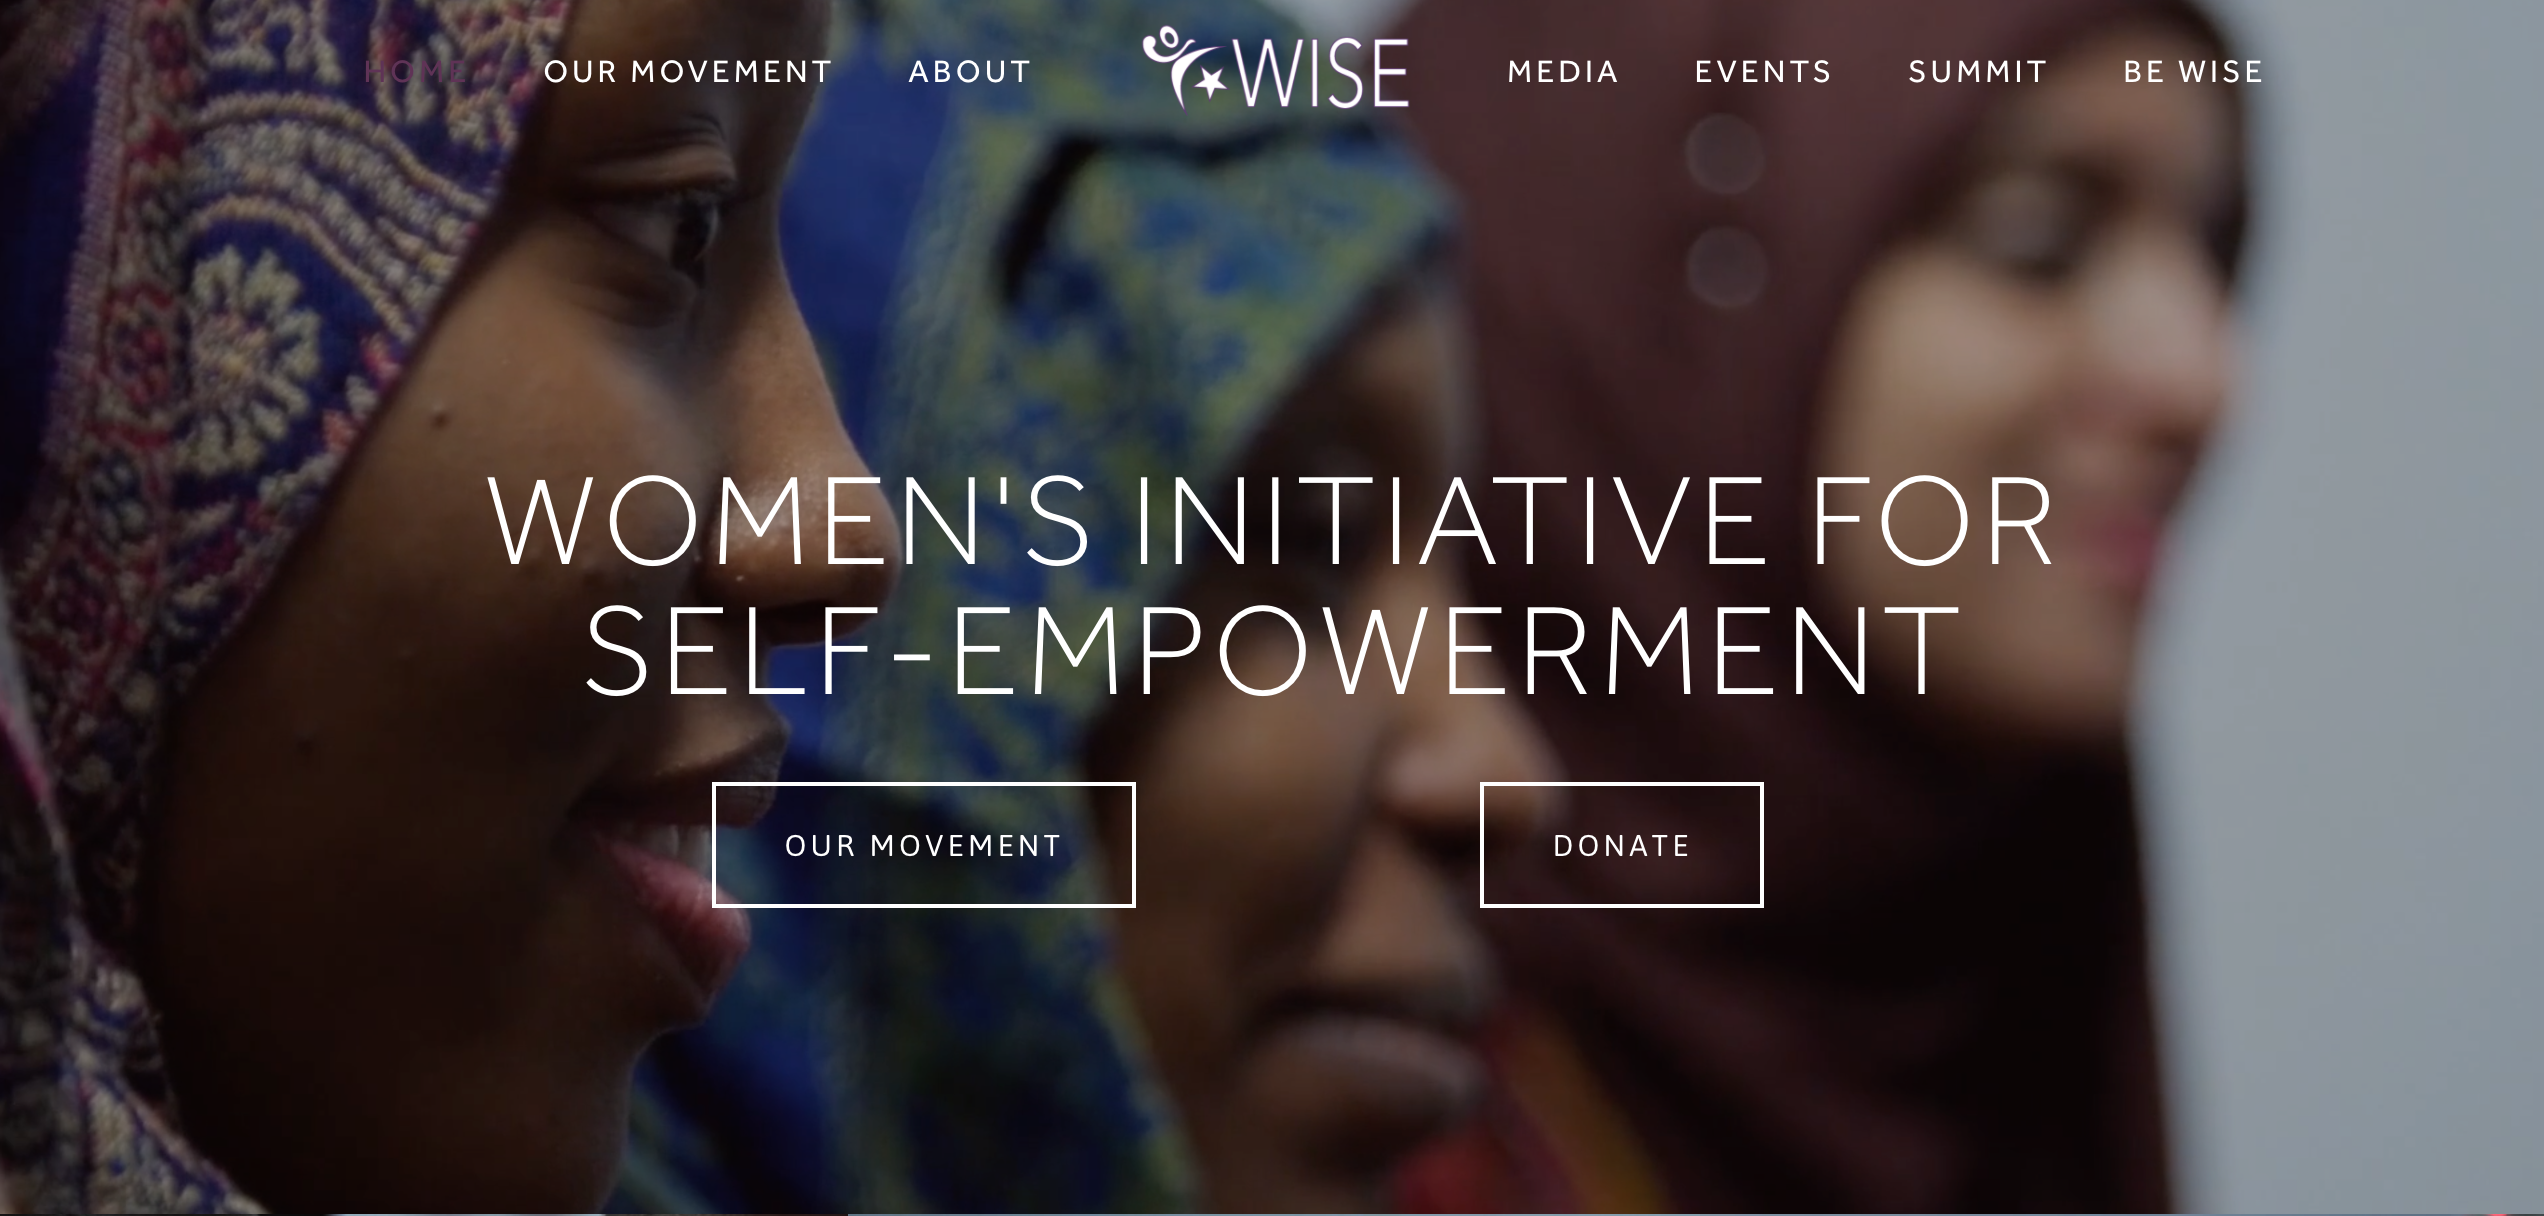 HOME OUR MOVEMENT ABOUT WISE MEDIA EVENTS SUMMIT BE WISE
WOMEN'S INITIATIVE FOR
SELF-EMPOWERMENT
OUR MOVEMENT DONATE